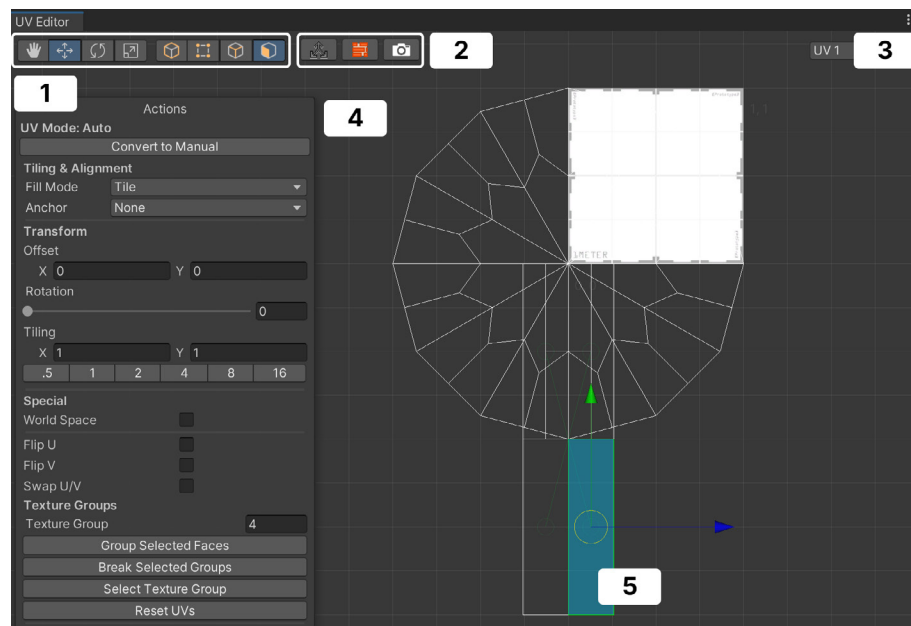 UV Editor
2
UV 1
3
1
4
Actions
UV Mode: Auto
Convert to Manual
Tiling & Alignment
Fill Mode Tile
Anchor None
Transform
Offset
X 0 Y 0
Rotation
0
Tiling
X 1 Y 1
.5 1 2 4 8 16
Special
World Space
Flip U
Flip V
Swap U/V
Texture Groups
Texture Group 4
Group Selected Faces
Break Selected Groups
Select Texture Group
Reset UVs
1, 1
METER
5